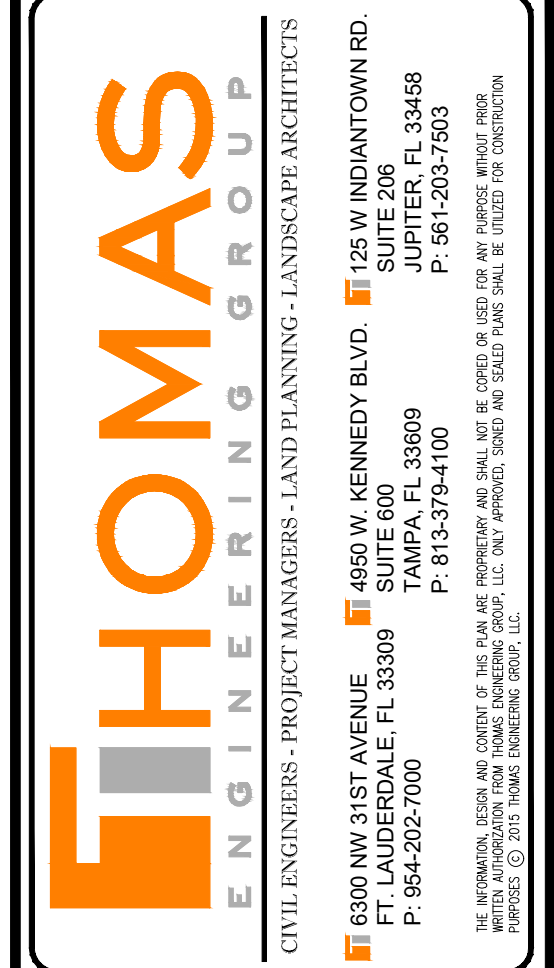 THOMAS
ENGINEERING GROUP
CIVIL ENGINEERS - PROJECT MANAGERS - LAND PLANNING - LANDSCAPE ARCHITECTS
6300 NW 31ST AVENUE
FT. LAUDERDALE, FL 33309
P: 954-202-7000
4950 W. KENNEDY BLVD.
SUITE 600
TAMPA, FL 33609
P: 813-379-4100
125 W INDIANTOWN RD.
SUITE 206
JUPITER, FL 33458
P: 561-203-7503
THE INFORMATION, DESIGN AND CONTENT OF THIS PLAN ARE PROPRIETARY AND SHALL NOT BE COPIED OR USED FOR ANY PURPOSE WITHOUT PRIOR
WRITTEN AUTHORIZATION FROM THOMAS ENGINEERING GROUP, LLC. ONLY APPROVED, SIGNED AND SEALED PLANS SHALL BE UTILIZED FOR CONSTRUCTION
PURPOSES © 2015 THOMAS ENGINEERING GROUP, LLC.